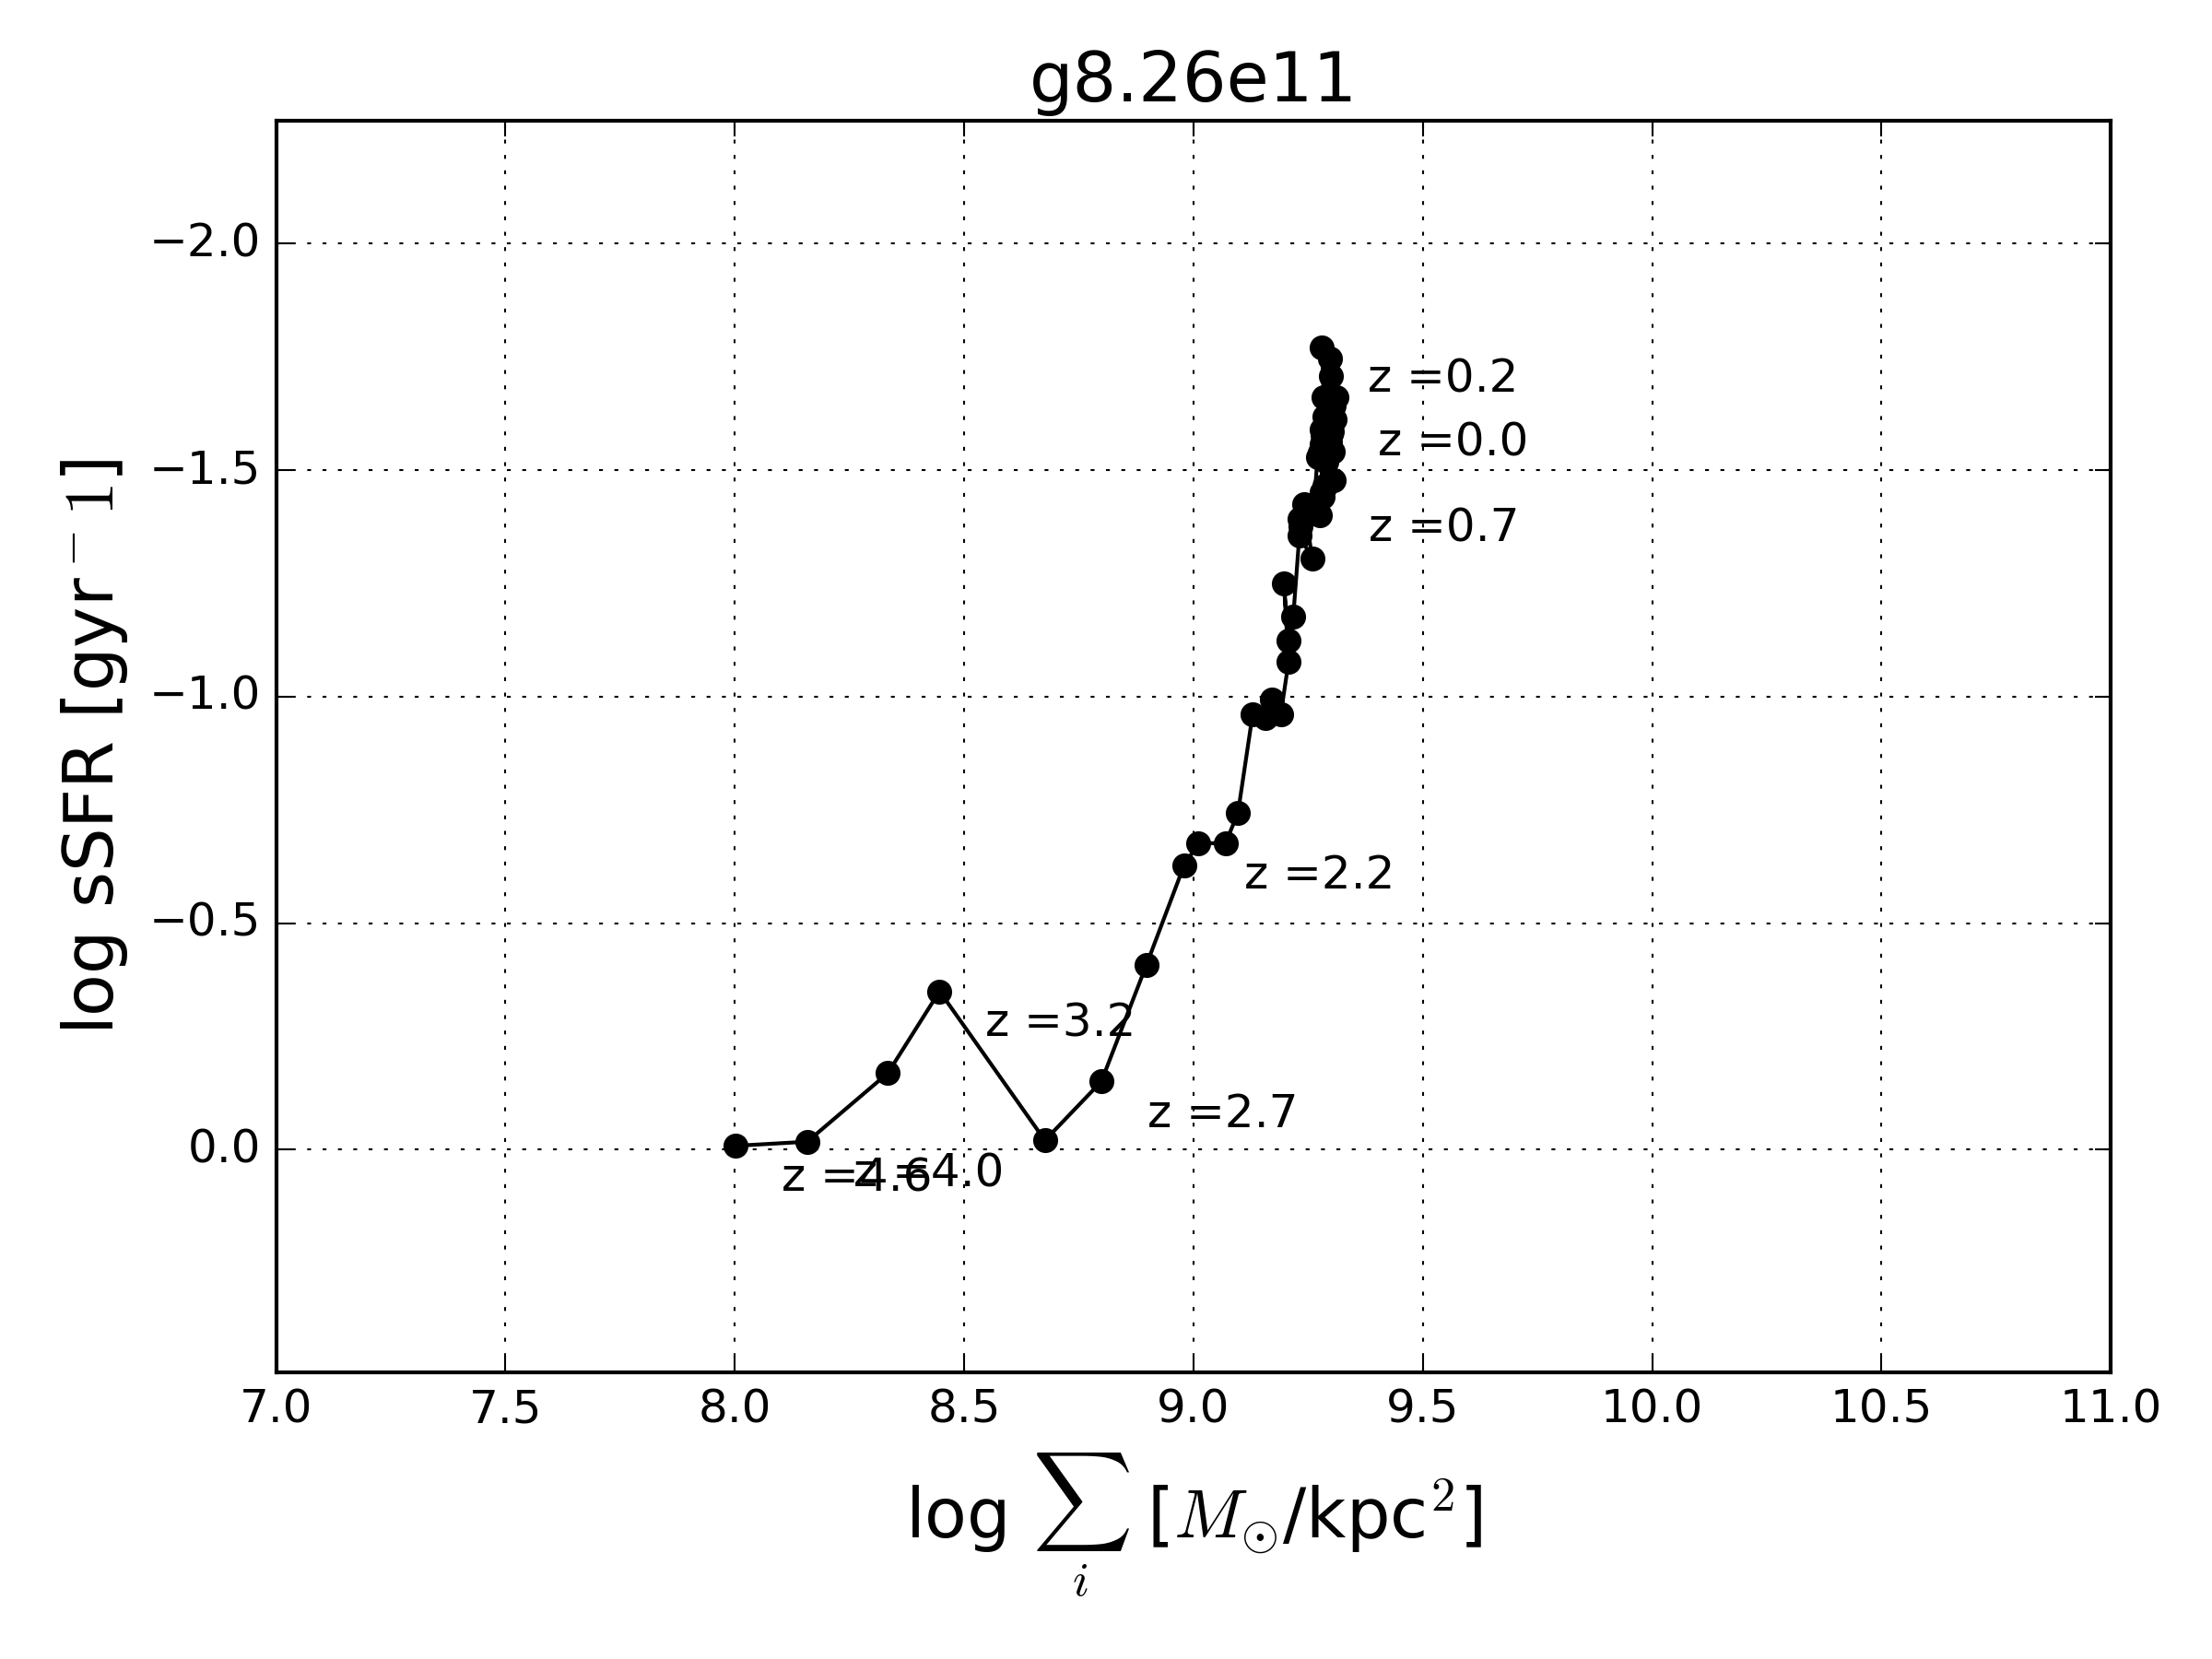 g8.26e11
−2.0
−1.5
−1.0
−0.5
0.0
log sSFR [gyr⁻1]
z =0.2
z =0.0
z =0.7
z =2.2
z =3.2
z =2.7
z =4.6
z =4.0
7.0 7.5 8.0 8.5 9.0 9.5 10.0 10.5 11.0
log ∑ᵢ [M⊙/kpc²]